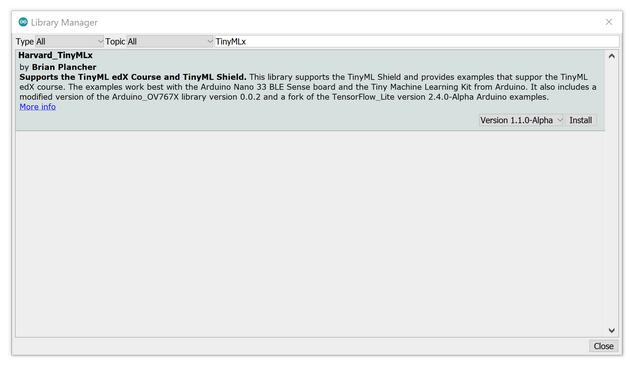 Library Manager
Type All Topic All TinyMLx
Harvard_TinyMLx
by Brian Plancher
Supports the TinyML edX Course and TinyML Shield. This library supports the TinyML Shield and provides examples that suppor the TinyML
edX course. The examples work best with the Arduino Nano 33 BLE Sense board and the Tiny Machine Learning Kit from Arduino. It also includes a
modified version of the Arduino_OV767X library version 0.0.2 and a fork of the TensorFlow_Lite version 2.4.0-Alpha Arduino examples.
More info
Version 1.1.0-Alpha Install
Close